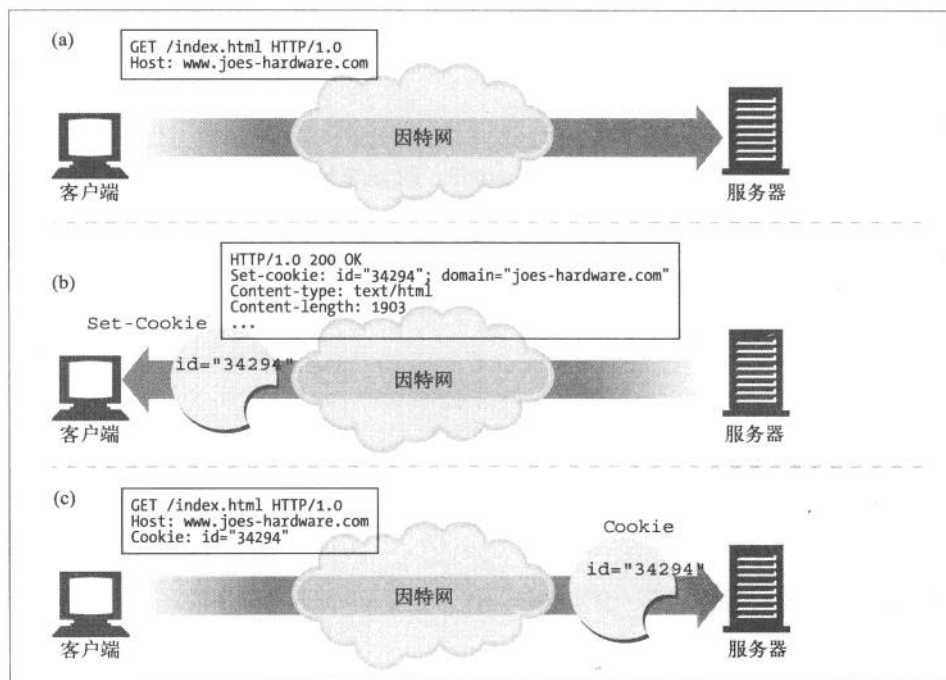 (a)
GET /index.html HTTP/1.0
Host: www.joes-hardware.com
因特网
客户端
服务器
(b)
HTTP/1.0 200 OK
Set-cookie: id="34294"; domain="joes-hardware.com"
Content-type: text/html
Content-length: 1903
...
Set-Cookie
id="34294"
因特网
客户端
服务器
(c)
GET /index.html HTTP/1.0
Host: www.joes-hardware.com
Cookie: id="34294"
Cookie
id="34294"
因特网
客户端
服务器